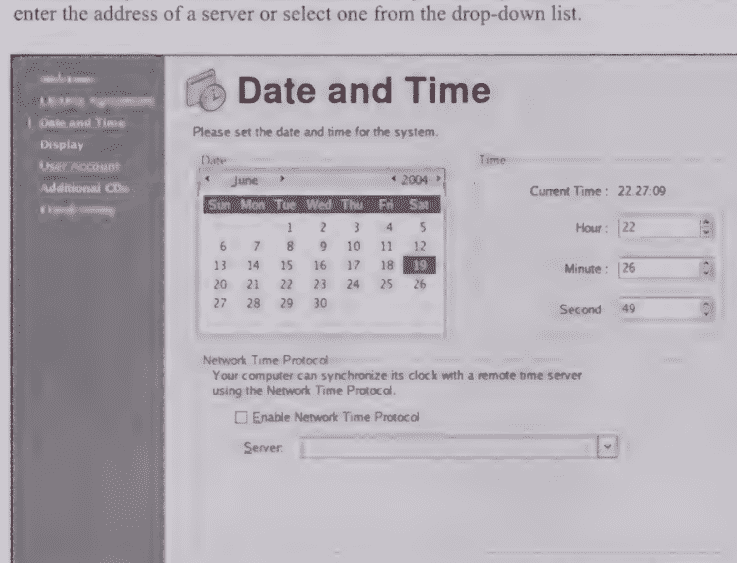 enter the address of a server or select one from the drop-down list.
Date and Time
Date and Time
Display
User Account
Additional CDs
Please set the date and time for the system.
Date
June 2004
Sun Mon Tue Wed Thu Fri Sat
1 2 3 4 5
6 7 8 9 10 11 12
13 14 15 16 17 18 19
20 21 22 23 24 25 26
27 28 29 30
Time
Current Time : 22:27:09
Hour : 22
Minute : 26
Second 49
Network Time Protocol
Your computer can synchronize its clock with a remote time server
using the Network Time Protocol.
Enable Network Time Protocol
Server: